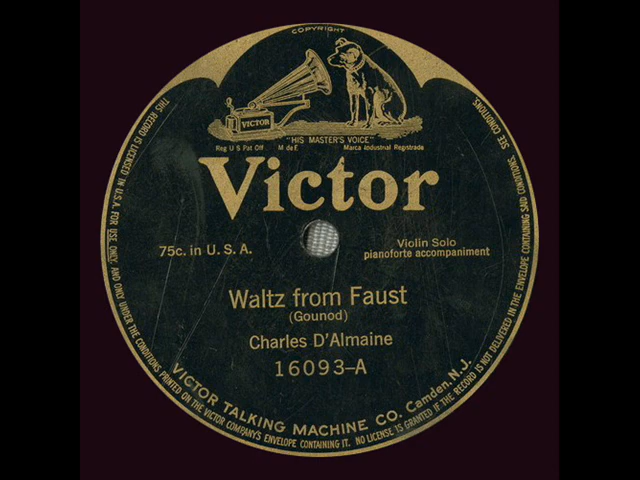 COPYRIGHT
VICTOR
"HIS MASTER'S VOICE"
Reg U S Pat Off M de F Marca Industrial Registrade
Victor
75c. in U. S. A.
Violin Solo
pianoforte accompaniment
Waltz from Faust
(Gounod)
Charles D'Almaine
16093-A
VICTOR TALKING MACHINE CO. Camden, N.J.
THIS RECORD IS LICENSED IN U.S.A. FOR USE ONLY, AND ONLY UNDER THE CONDITIONS PRINTED ON THE VICTOR COMPANY'S ENVELOPE CONTAINING IT. NO LICENSE IS GRANTED IF THE RECORD IS NOT DELIVERED IN THE ENVELOPE CONTAINING SAID CONDITIONS. SEE CONDITIONS